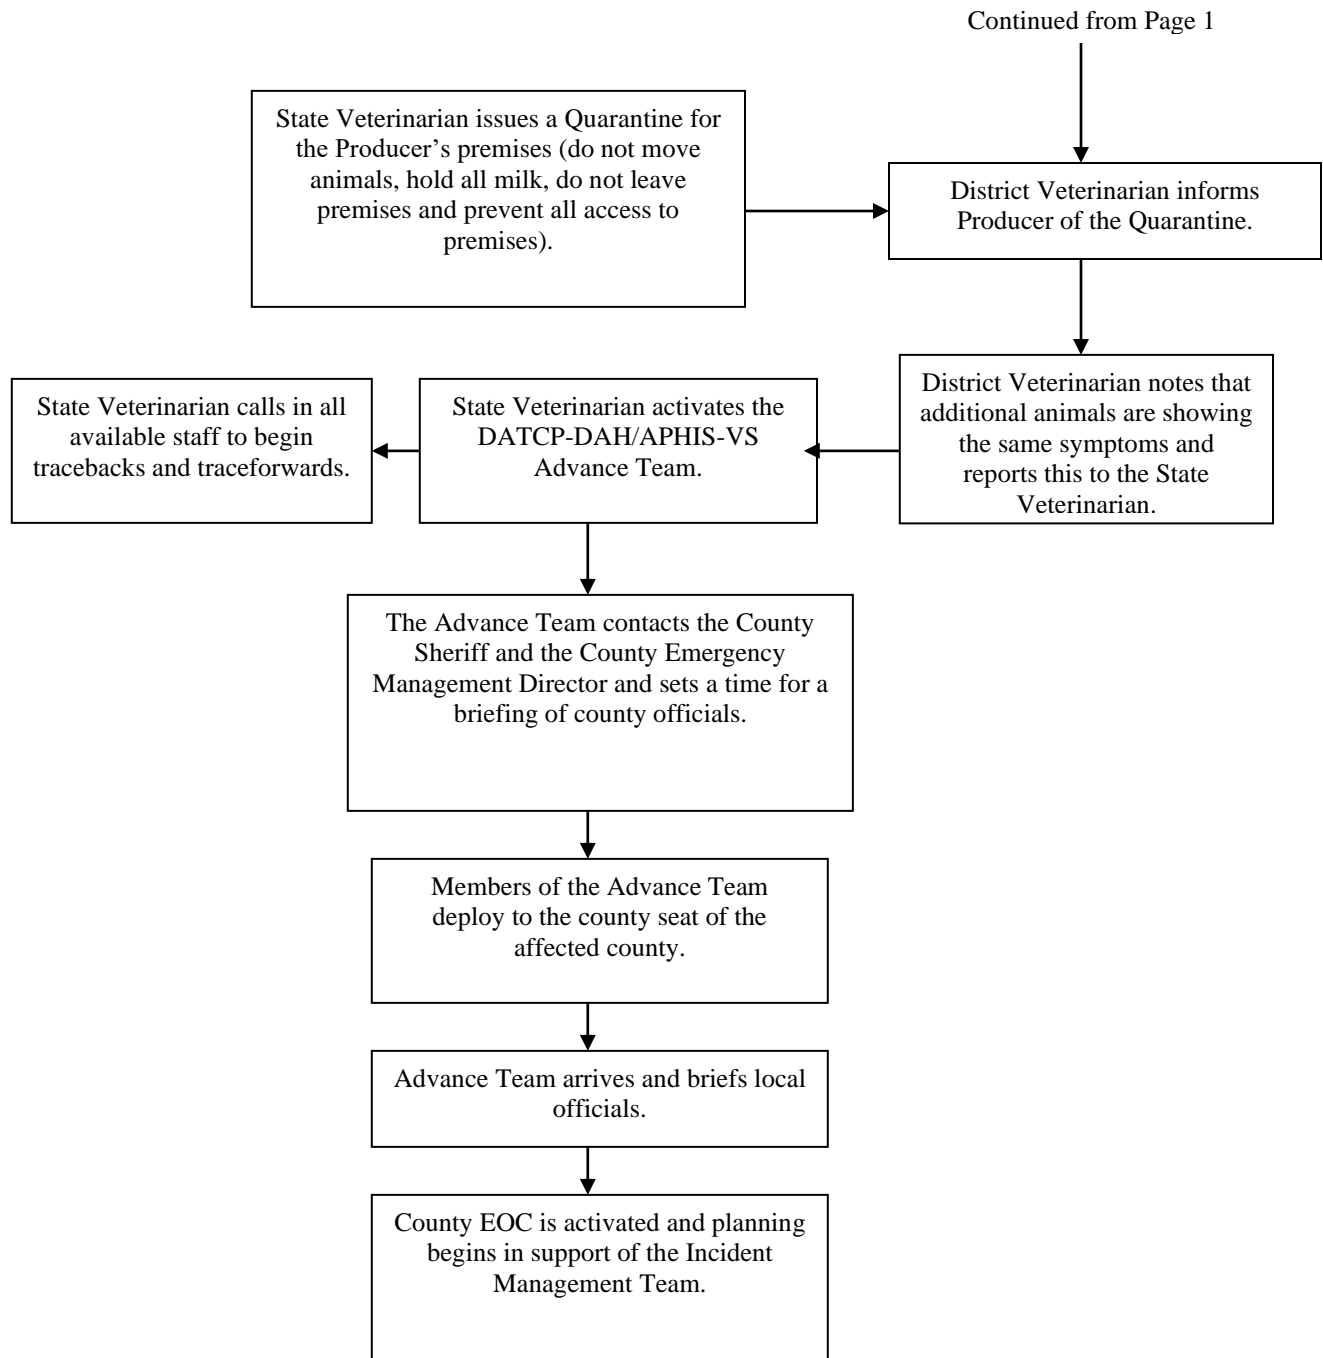 Continued from Page 1
State Veterinarian issues a Quarantine for
the Producer’s premises (do not move
animals, hold all milk, do not leave
premises and prevent all access to
premises).
District Veterinarian informs
Producer of the Quarantine.
District Veterinarian notes that
additional animals are showing
the same symptoms and
reports this to the State
Veterinarian.
State Veterinarian activates the
DATCP-DAH/APHIS-VS
Advance Team.
State Veterinarian calls in all
available staff to begin
tracebacks and traceforwards.
The Advance Team contacts the County
Sheriff and the County Emergency
Management Director and sets a time for a
briefing of county officials.
Members of the Advance Team
deploy to the county seat of the
affected county.
Advance Team arrives and briefs local
officials.
County EOC is activated and planning
begins in support of the Incident
Management Team.